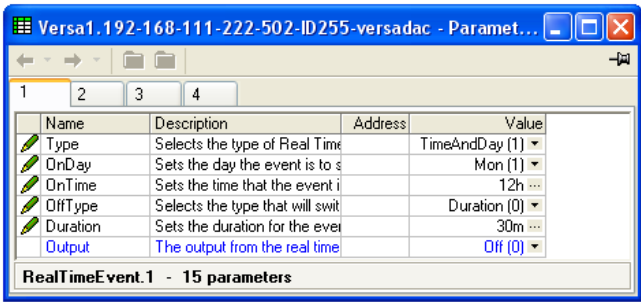 Versa1.192-168-111-222-502-ID255-versadac - Paramet...
1 2 3 4
Name Description Address Value
Type Selects the type of Real Time TimeAndDay (1)
OnDay Sets the day the event is to s Mon (1)
OnTime Sets the time that the event i 12h ...
OffType Selects the type that will swit Duration (0)
Duration Sets the duration for the ever 30m ...
Output The output from the real time Off (0)
RealTimeEvent.1 - 15 parameters